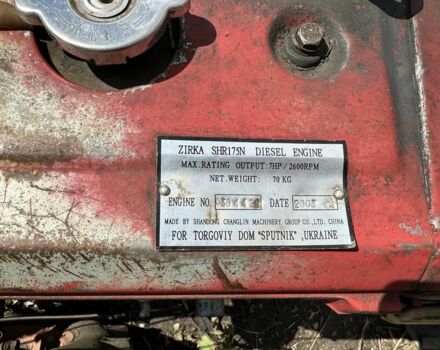 ZIRKA SHR175N DIESEL ENGINE
MAX.RATING OUTPUT:7HP/2600RPM
NET.WEIGHT: 70 KG
ENGINE NO. DATE
MADE BY SHANDONG CHANGLIN MACHINERY GROUP CO.,LTD. CHINA
FOR TORGOVIY DOM "SPUTNIK",UKRAINE